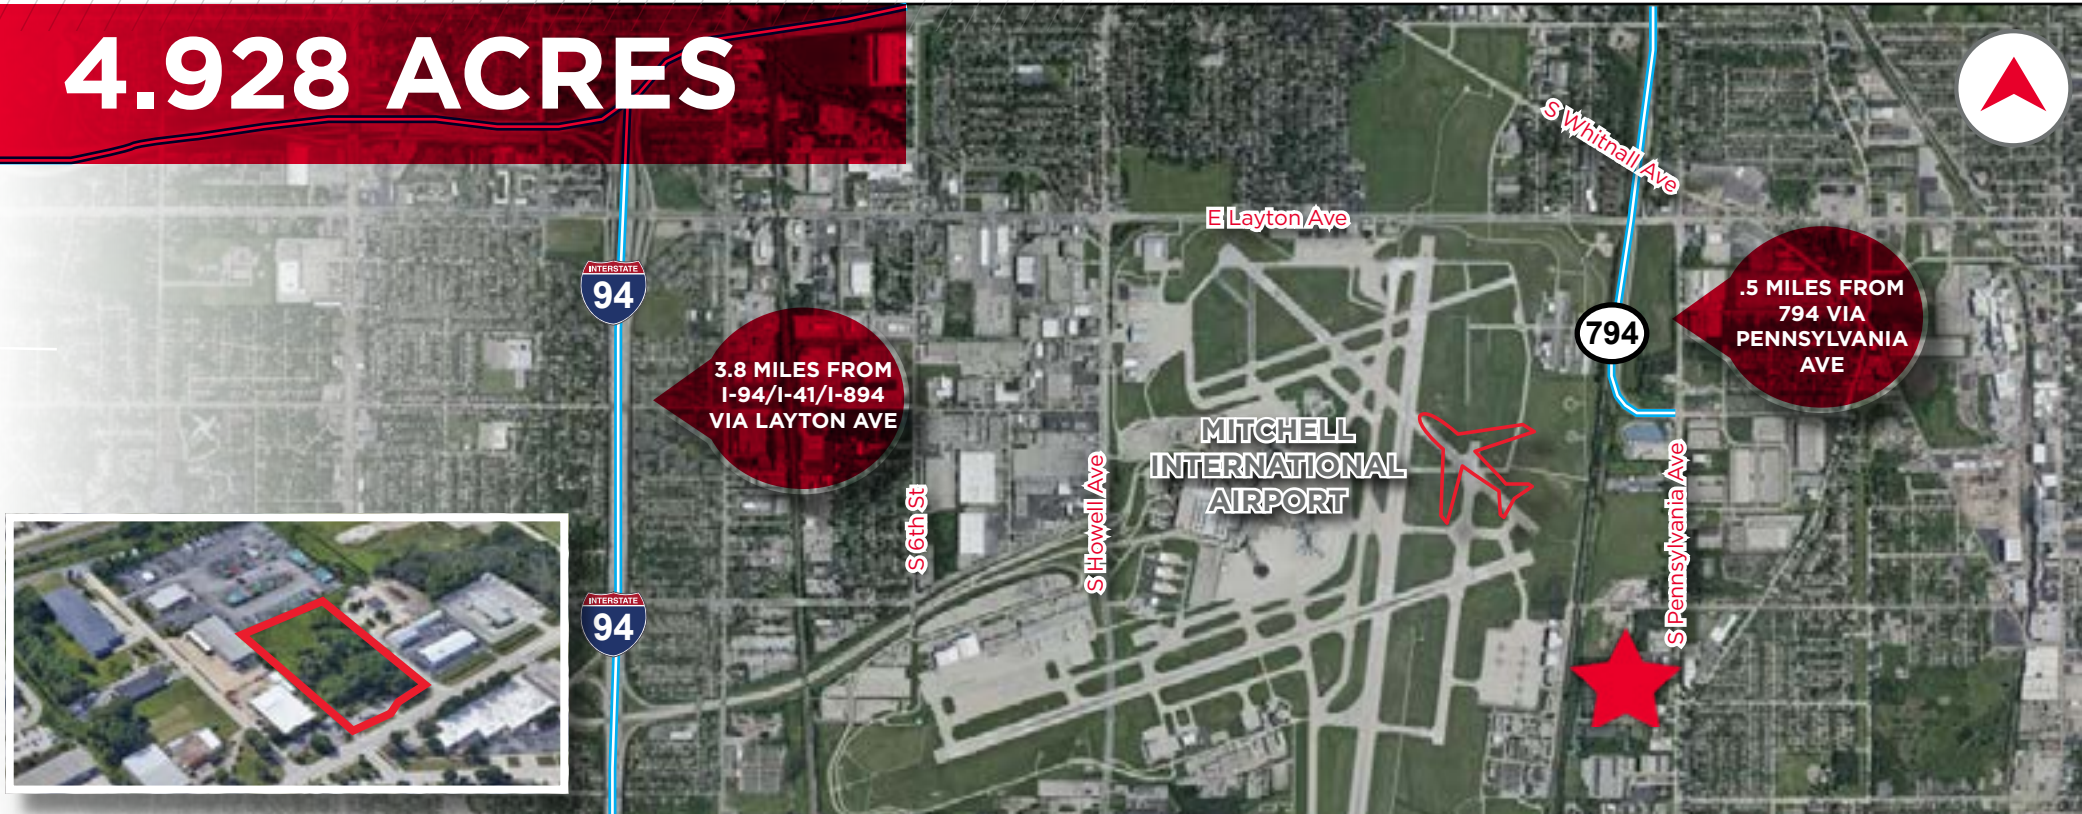 4.928 ACRES
S Whitnall Ave
E Layton Ave
INTERSTATE
94
.5 MILES FROM
794 VIA
PENNSYLVANIA
AVE
794
3.8 MILES FROM
I-94/I-41/I-894
VIA LAYTON AVE
MITCHELL
INTERNATIONAL
AIRPORT
S 6th St
S Howell Ave
S Pennsylvania Ave
INTERSTATE
94